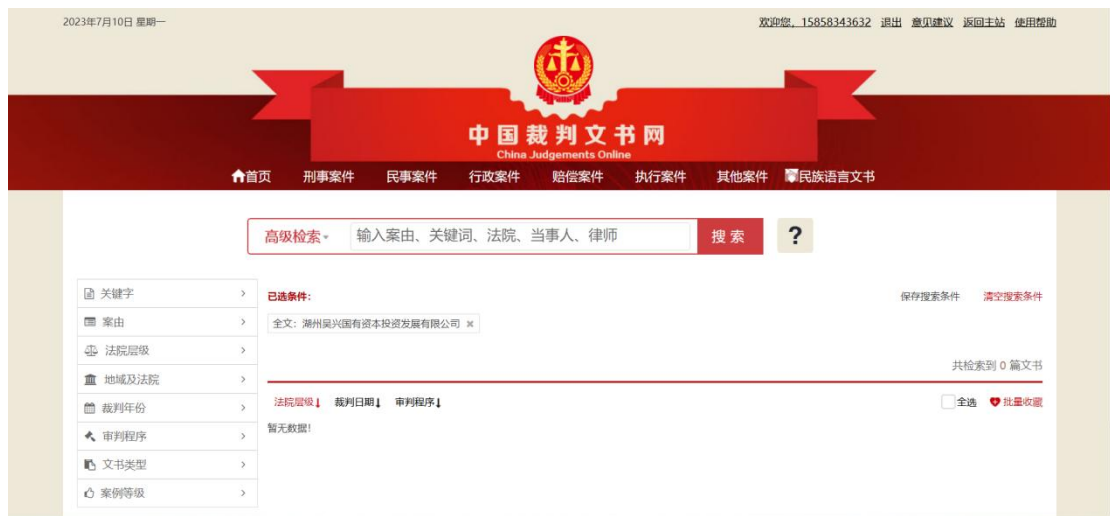 2023年7月10日 星期一
欢迎您，15858343632 退出 意见建议 返回主站 使用帮助
中国裁判文书网
China Judgements Online
首页 刑事案件 民事案件 行政案件 赔偿案件 执行案件 其他案件 民族语言文书
高级检索 输入案由、关键词、法院、当事人、律师 搜索 ?
关键字
案由
法院层级
地域及法院
裁判年份
审判程序
文书类型
案例等级
已选条件： 保存搜索条件 清空搜索条件
全文：湖州吴兴国有资本投资发展有限公司
共检索到 0 篇文书
法院层级 裁判日期 审判程序 全选 批量收藏
暂无数据！